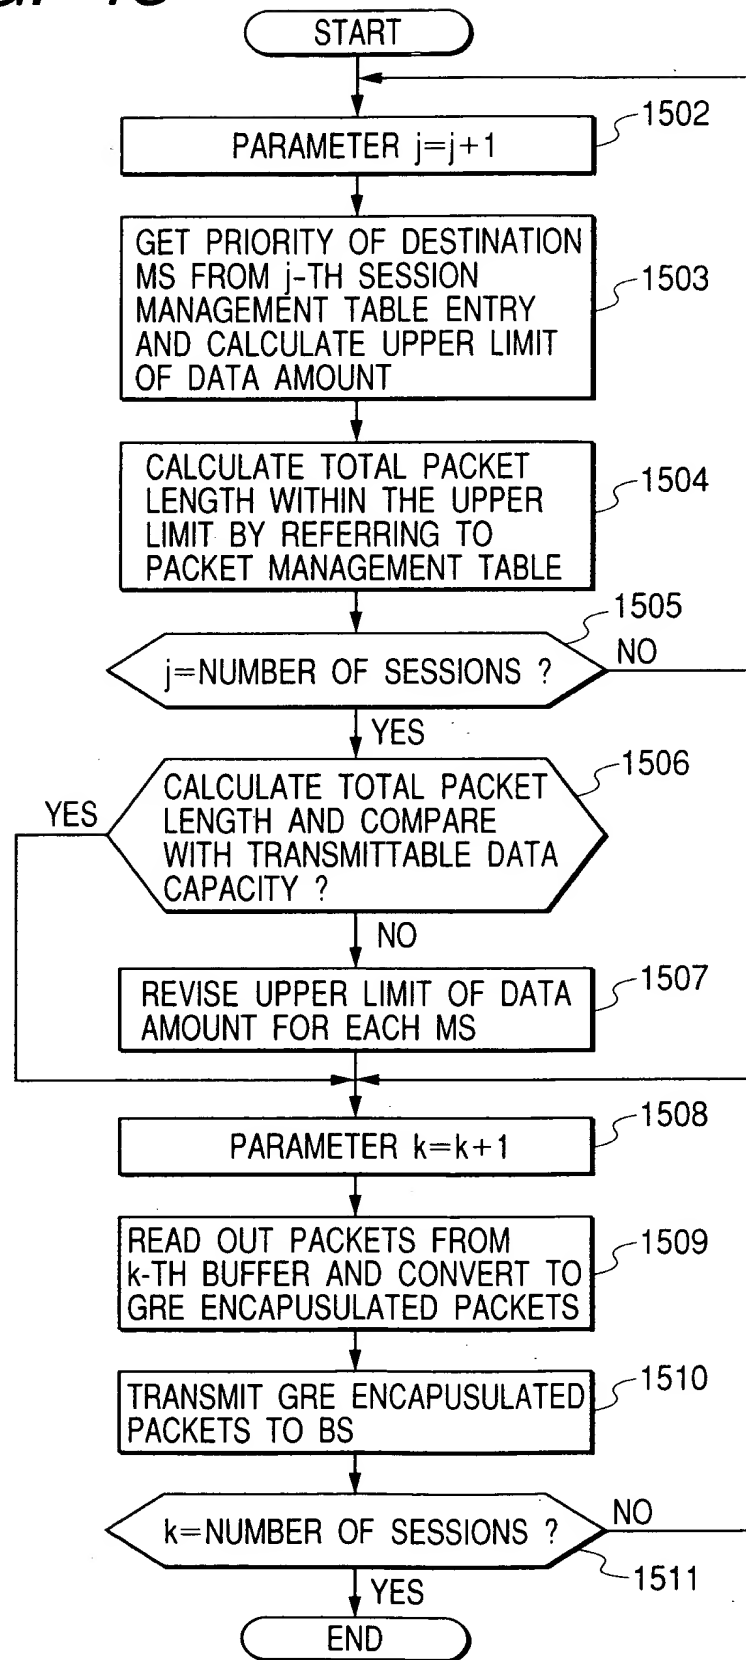 START
PARAMETER j=j+1
1502
GET PRIORITY OF DESTINATION
MS FROM j-TH SESSION
MANAGEMENT TABLE ENTRY
AND CALCULATE UPPER LIMIT
OF DATA AMOUNT
1503
CALCULATE TOTAL PACKET
LENGTH WITHIN THE UPPER
LIMIT BY REFERRING TO
PACKET MANAGEMENT TABLE
1504
1505
j=NUMBER OF SESSIONS ?
NO
YES
1506
CALCULATE TOTAL PACKET
LENGTH AND COMPARE
WITH TRANSMITTABLE DATA
CAPACITY ?
YES
NO
REVISE UPPER LIMIT OF DATA
AMOUNT FOR EACH MS
1507
PARAMETER k=k+1
1508
READ OUT PACKETS FROM
k-TH BUFFER AND CONVERT TO
GRE ENCAPUSULATED PACKETS
1509
TRANSMIT GRE ENCAPUSULATED
PACKETS TO BS
1510
k=NUMBER OF SESSIONS ?
NO
1511
YES
END